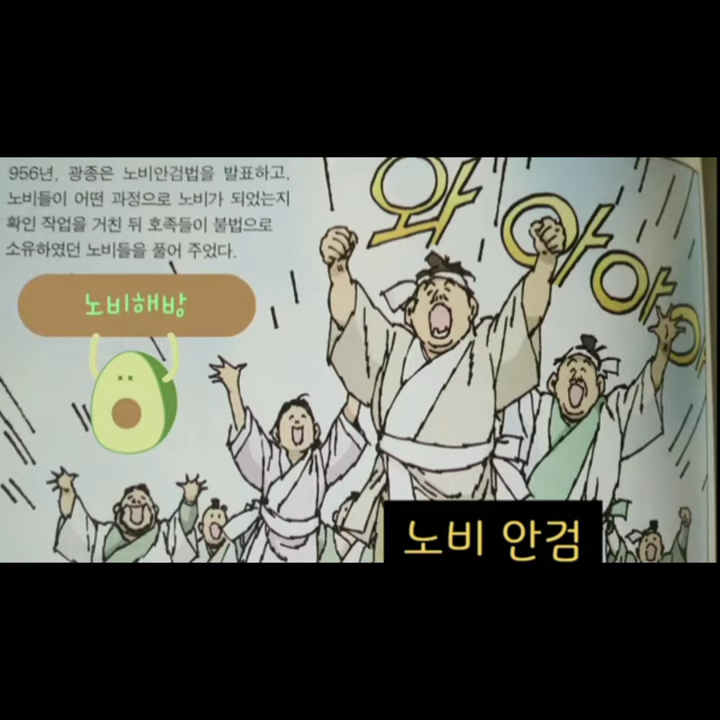 956년, 광종은 노비안검법을 발표하고,
노비들이 어떤 과정으로 노비가 되었는지
확인 작업을 거친 뒤 호족들이 불법으로
소유하였던 노비들을 풀어 주었다.
와 아아아
노비해방
노비 안검